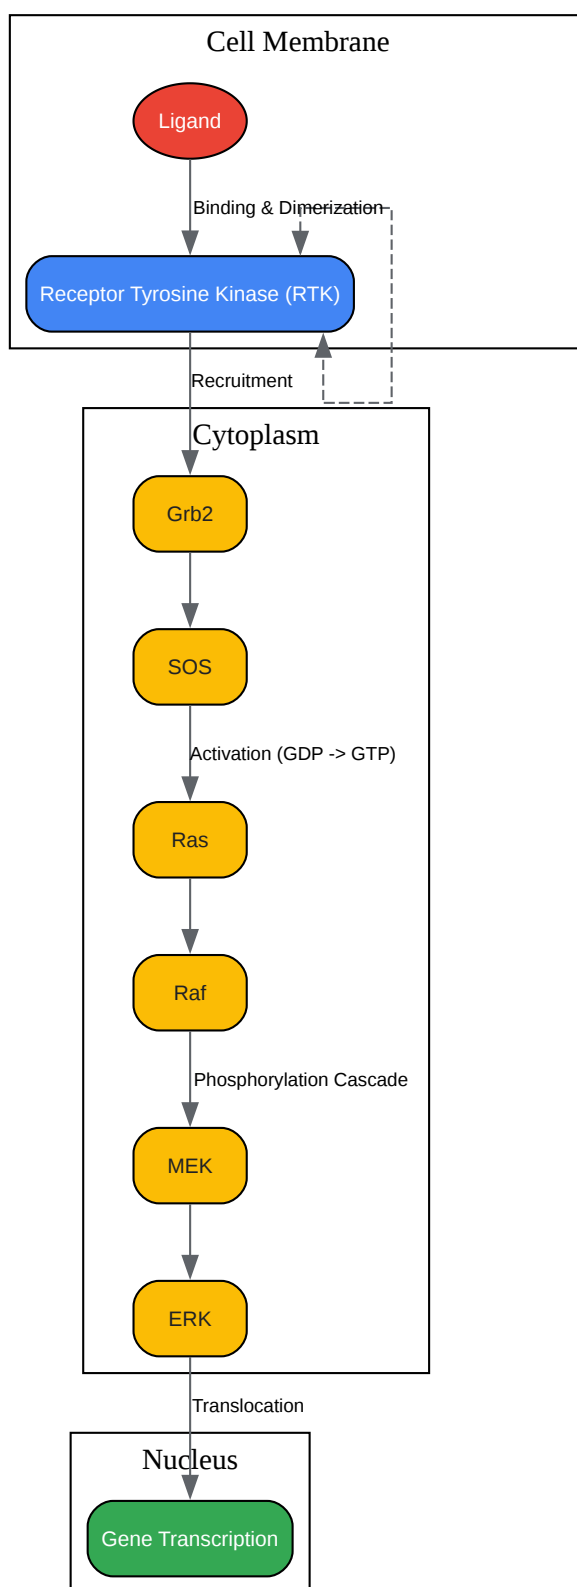 Cell Membrane
Ligand
Binding & Dimerization
Receptor Tyrosine Kinase (RTK)
Recruitment
Cytoplasm
Grb2
SOS
Activation (GDP -> GTP)
Ras
Raf
Phosphorylation Cascade
MEK
ERK
Translocation
Nucleus
Gene Transcription